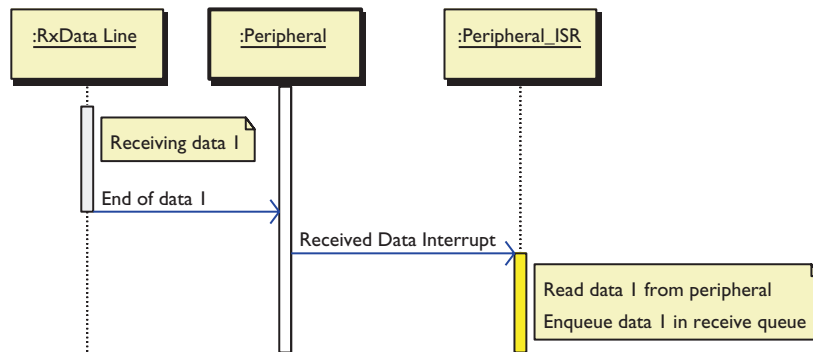 :RxData Line
:Peripheral
:Peripheral_ISR
Receiving data 1
End of data 1
Received Data Interrupt
Read data 1 from peripheral
Enqueue data 1 in receive queue